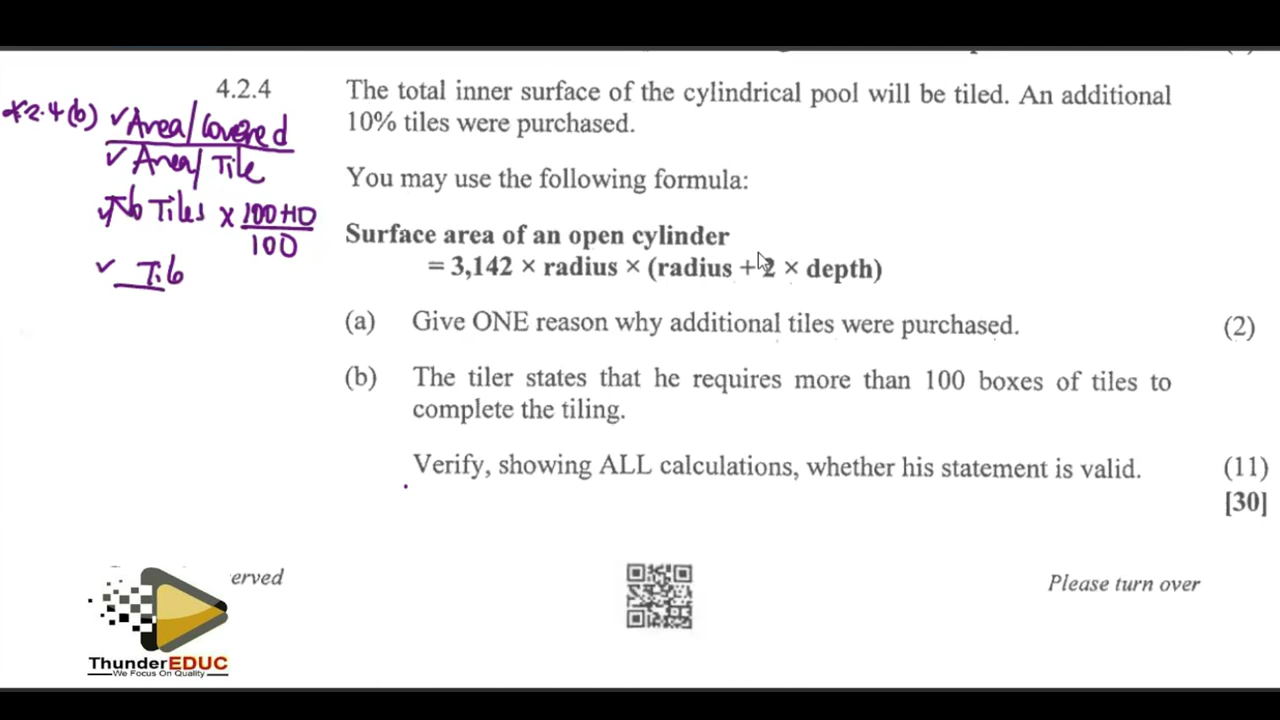 4.2.4
The total inner surface of the cylindrical pool will be tiled. An additional
10% tiles were purchased.
4.2.4 (b) ✓Area/Covered
✓Area/Tile
✓No Tiles × 100+10
100
✓ Tile
You may use the following formula:
Surface area of an open cylinder
= 3,142 × radius × (radius + 2 × depth)
(a) Give ONE reason why additional tiles were purchased. (2)
(b) The tiler states that he requires more than 100 boxes of tiles to
complete the tiling.
Verify, showing ALL calculations, whether his statement is valid. (11)
[30]
erved
Please turn over
ThunderEDUC
We Focus On Quality